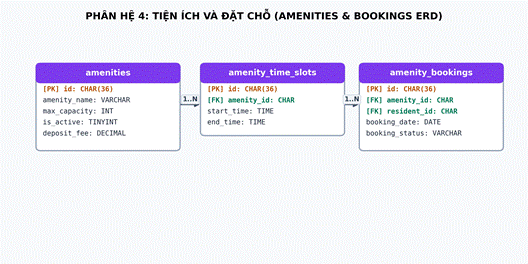 PHÂN HỆ 4: TIỆN ÍCH VÀ ĐẶT CHỖ (AMENITIES & BOOKINGS ERD)
amenities
[PK] id: CHAR(36)
amenity_name: VARCHAR
max_capacity: INT
is_active: TINYINT
deposit_fee: DECIMAL
1..N
amenity_time_slots
[PK] id: CHAR(36)
[FK] amenity_id: CHAR
start_time: TIME
end_time: TIME
1..N
amenity_bookings
[PK] id: CHAR(36)
[FK] amenity_id: CHAR
[FK] resident_id: CHAR
booking_date: DATE
booking_status: VARCHAR